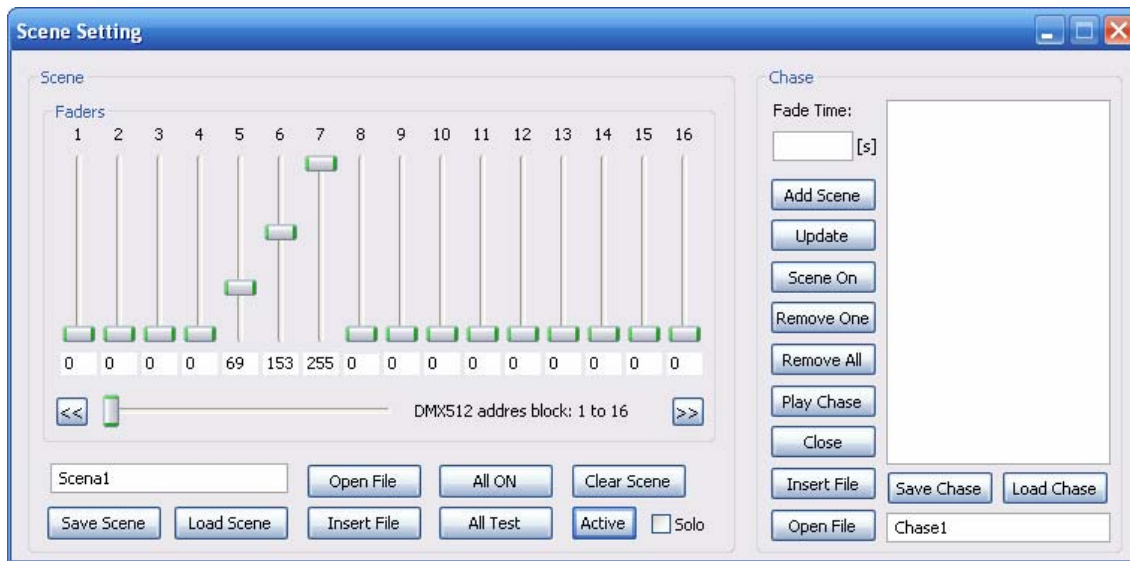 Scene Setting
Scene
Faders
1 2 3 4 5 6 7 8 9 10 11 12 13 14 15 16
0 0 0 0 69 153 255 0 0 0 0 0 0 0 0 0
<< DMX512 addres block: 1 to 16 >>
Scena1 Open File All ON Clear Scene
Save Scene Load Scene Insert File All Test Active Solo
Chase
Fade Time:
[s]
Add Scene
Update
Scene On
Remove One
Remove All
Play Chase
Close
Insert File Save Chase Load Chase
Open File Chase1